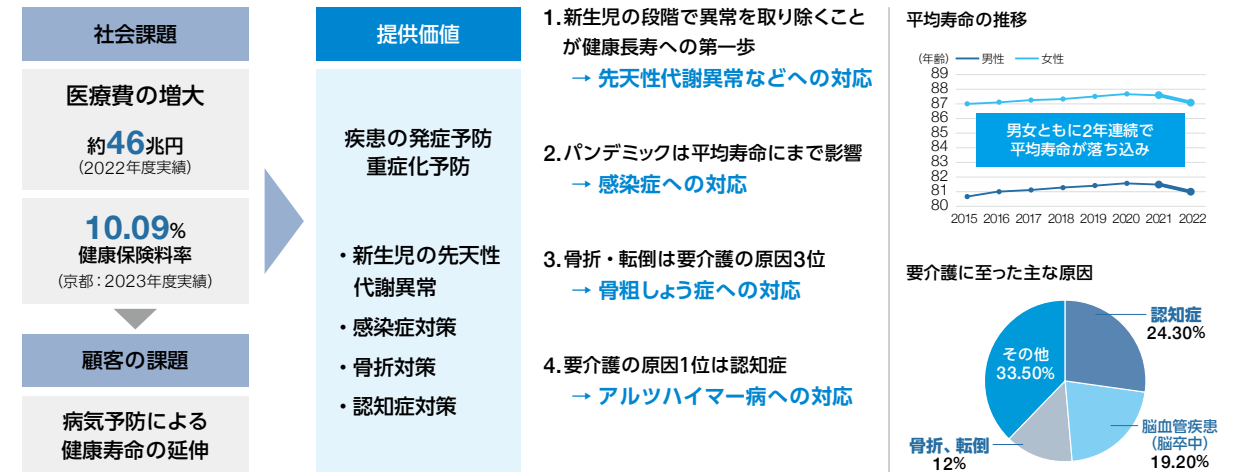 社会課題
医療費の増大
約46兆円
（2022年度実績）
10.09%
健康保険料率
（京都：2023年度実績）
顧客の課題
病気予防による
健康寿命の延伸
提供価値
疾患の発症予防
重症化予防
・新生児の先天性
代謝異常
・感染症対策
・骨折対策
・認知症対策
1.新生児の段階で異常を取り除くこと
が健康長寿への第一歩
→ 先天性代謝異常などへの対応
2.パンデミックは平均寿命にまで影響
→ 感染症への対応
3.骨折・転倒は要介護の原因3位
→ 骨粗しょう症への対応
4.要介護の原因1位は認知症
→ アルツハイマー病への対応
平均寿命の推移
（年齢） 男性 女性
89
88
87
86
85
84
83
82
81
80
男女ともに2年連続で
平均寿命が落ち込み
2015 2016 2017 2018 2019 2020 2021 2022
要介護に至った主な原因
認知症
24.30%
その他
33.50%
脳血管疾患
（脳卒中）
19.20%
骨折、転倒
12%